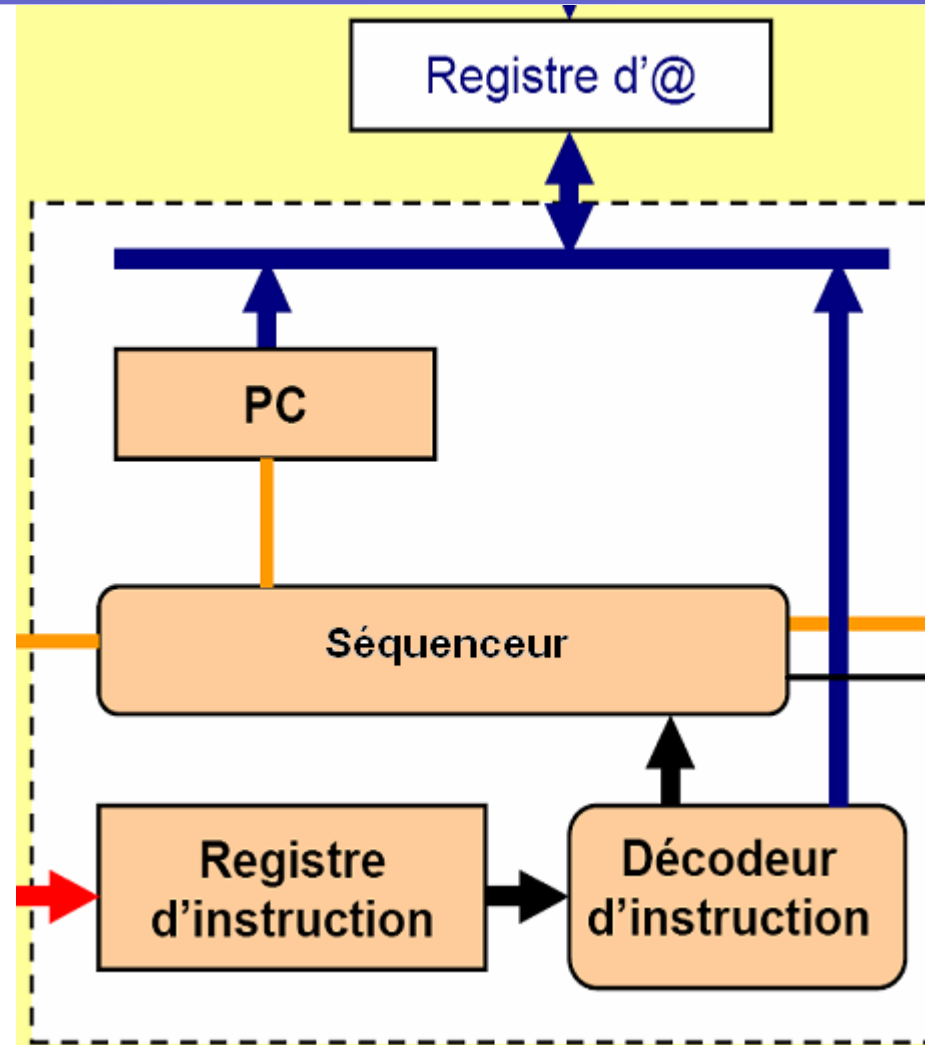 Registre d'@
PC
Séquenceur
Registre
d'instruction
Décodeur
d'instruction